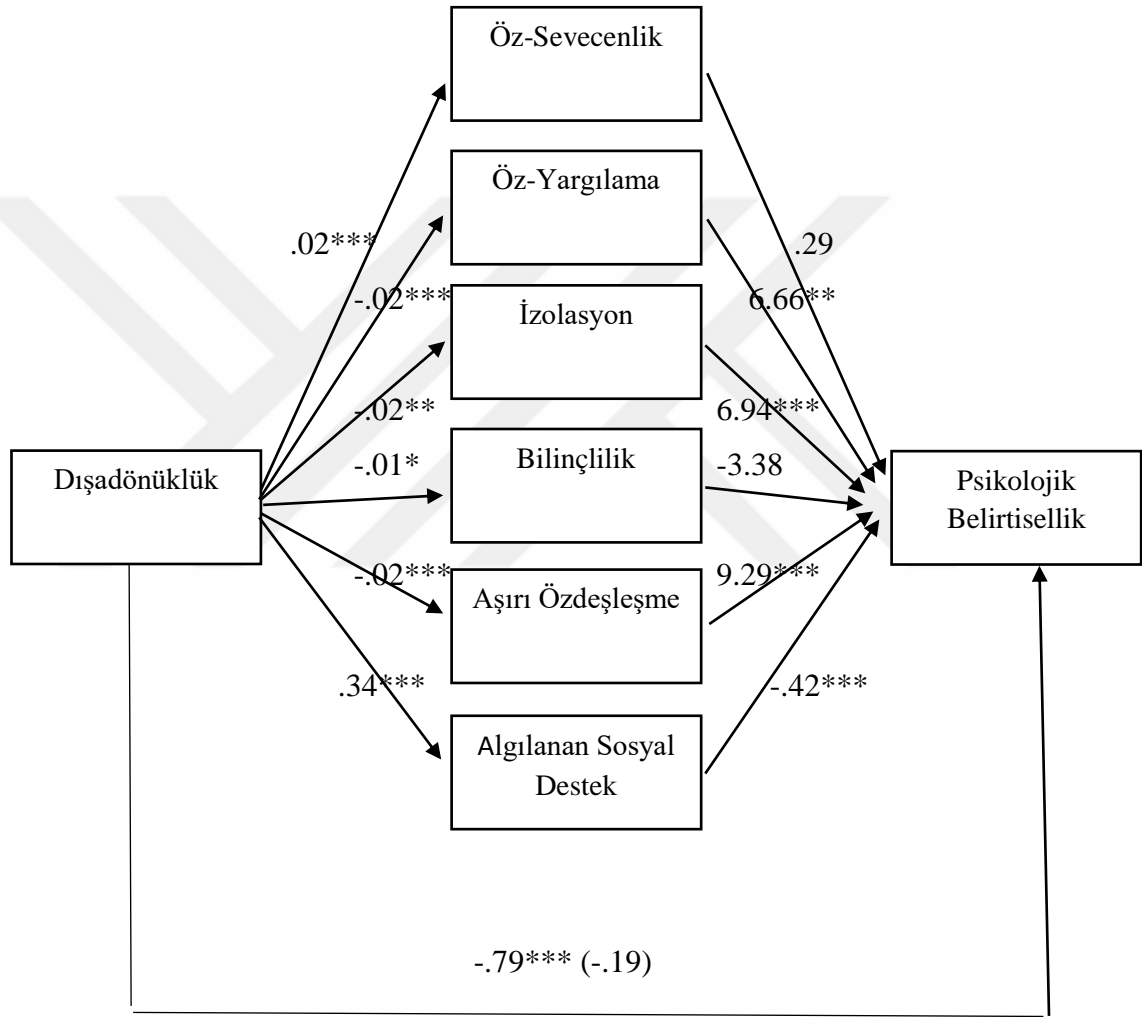 Öz-Sevecenlik
Öz-Yargılama
.02***
.29
-.02***
6.66**
İzolasyon
-.02**
6.94***
Dışadönüklük
-.01*
Bilinçlilik
-3.38
Psikolojik
Belirtisellik
-.02***
Aşırı Özdeşleşme
9.29***
.34***
-.42***
Algılanan Sosyal
Destek
-.79*** (-.19)